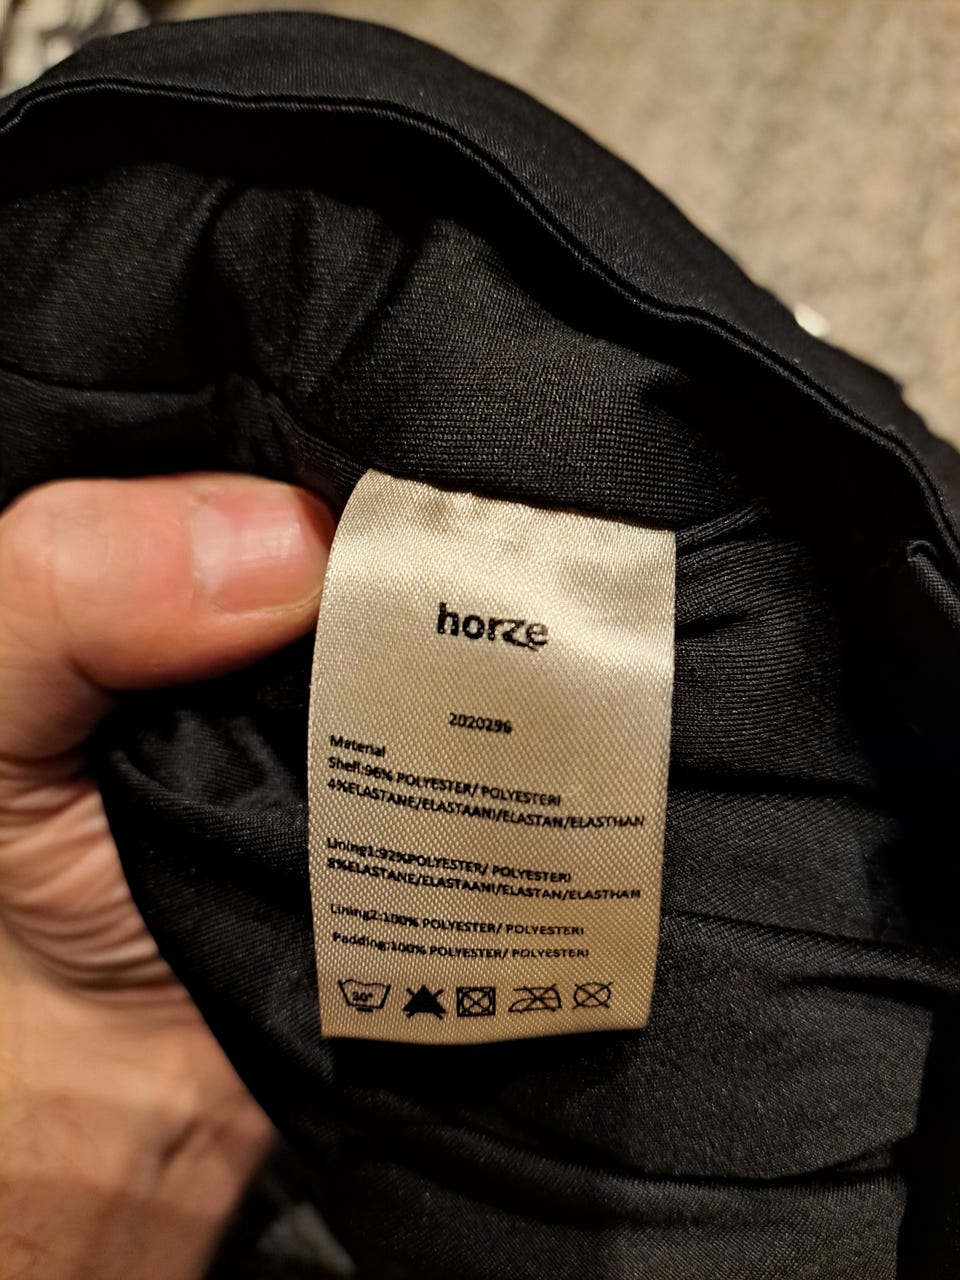 horze
2020296
Material
Shell:96% POLYESTER/ POLYESTERI
4%ELASTANE/ELASTAANI/ELASTAN/ELASTHAN
Lining1:92%POLYESTER/ POLYESTERI
8%ELASTANE/ELASTAANI/ELASTAN/ELASTHAN
Lining2:100% POLYESTER/ POLYESTERI
Padding:100% POLYESTER/ POLYESTERI
30°